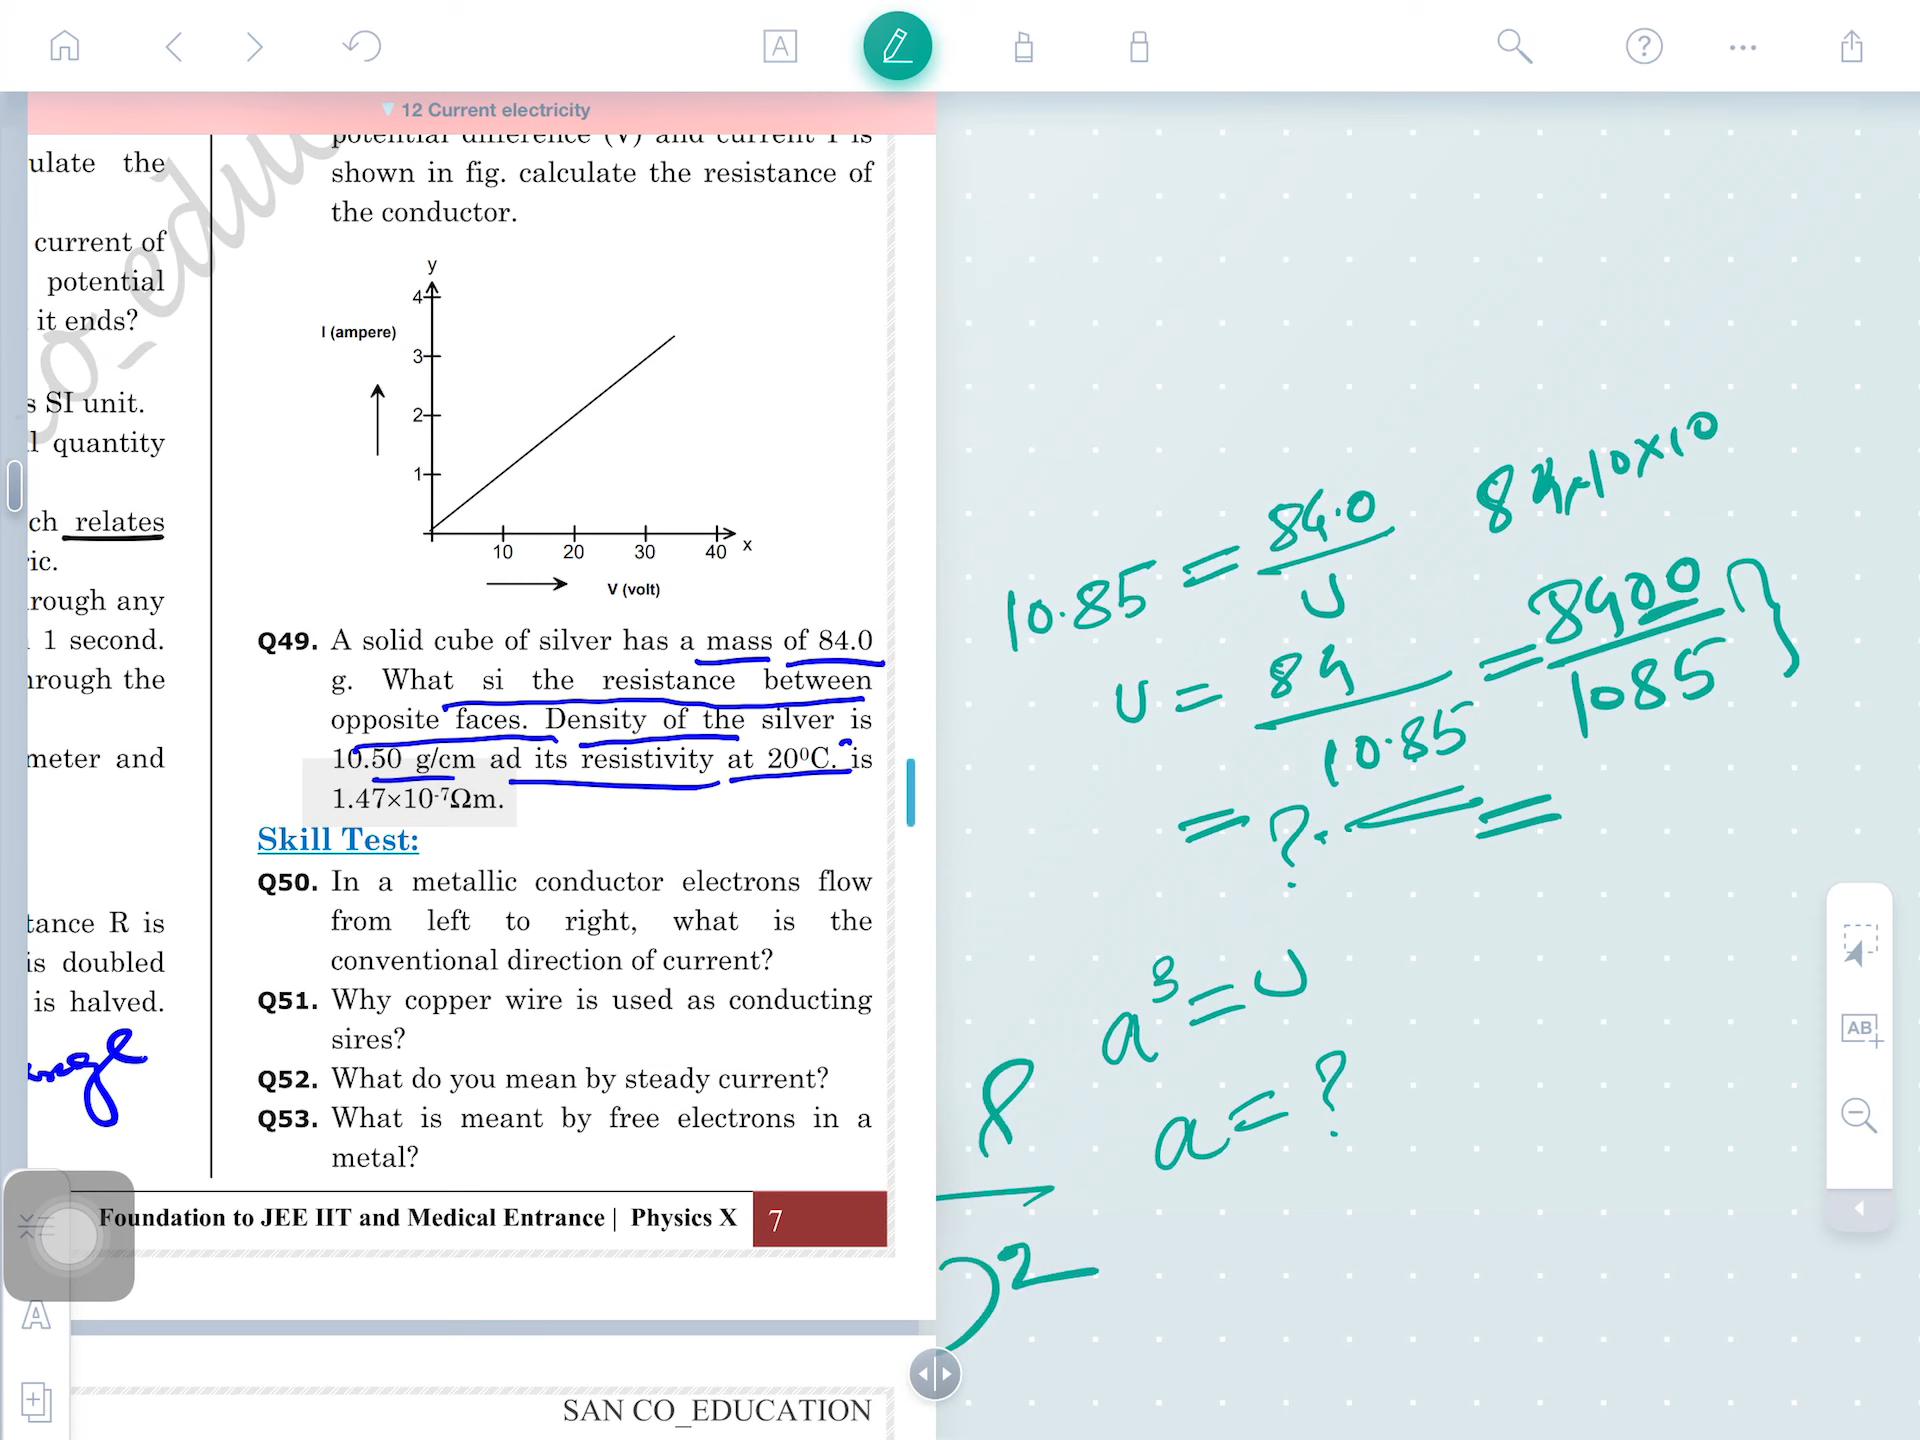 12 Current electricity
potential difference (V) and current I is
shown in fig. calculate the resistance of
the conductor.
ulate the
current of
potential
it ends?
s SI unit.
l quantity
ch relates
ric.
rough any
1 second.
hrough the
meter and
tance R is
is doubled
is halved.
y
4
I (ampere)
3
2
1
10 20 30 40 x
V (volt)
Q49. A solid cube of silver has a mass of 84.0
g. What si the resistance between
opposite faces. Density of the silver is
10.50 g/cm ad its resistivity at 20⁰C. is
1.47×10⁻⁷Ωm.
Skill Test:
Q50. In a metallic conductor electrons flow
from left to right, what is the
conventional direction of current?
Q51. Why copper wire is used as conducting
sires?
Q52. What do you mean by steady current?
Q53. What is meant by free electrons in a
metal?
Foundation to JEE IIT and Medical Entrance | Physics X 7
SAN CO_EDUCATION
10.85 = 84.0 / υ
υ = 84 / 10.85 = 8400 / 1085 }
= ?
a³ = υ
a = ?